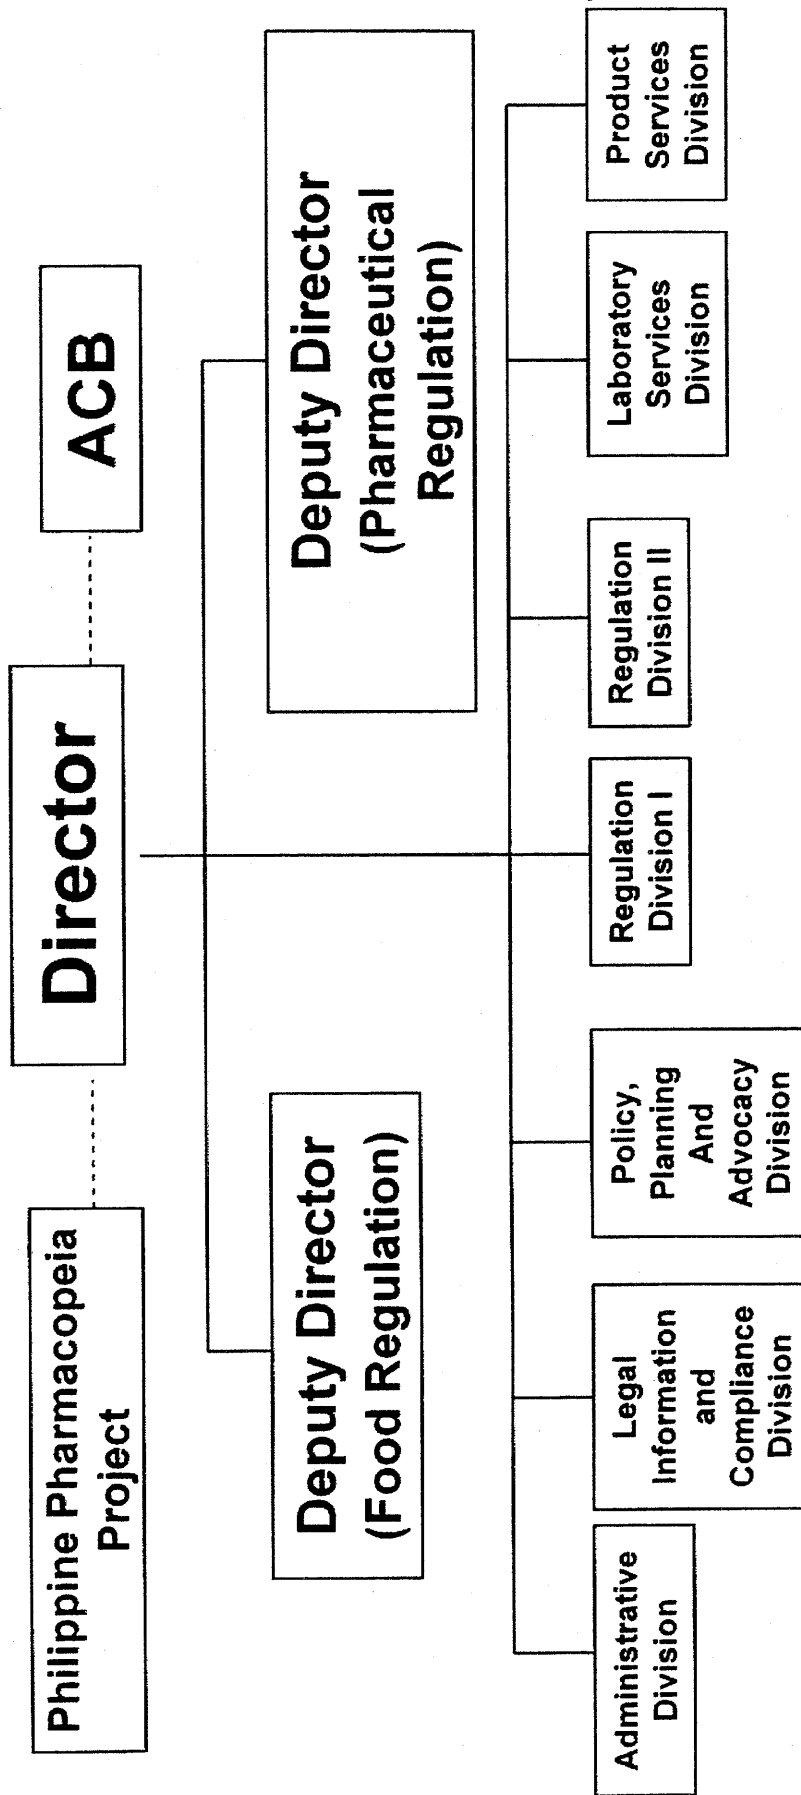 Philippine Pharmacopeia
Project
Director
ACB
Deputy Director
(Food Regulation)
Deputy Director
(Pharmaceutical
Regulation)
Administrative
Division
Legal
Information
and
Compliance
Division
Policy,
Planning
And
Advocacy
Division
Regulation
Division I
Regulation
Division II
Laboratory
Services
Division
Product
Services
Division